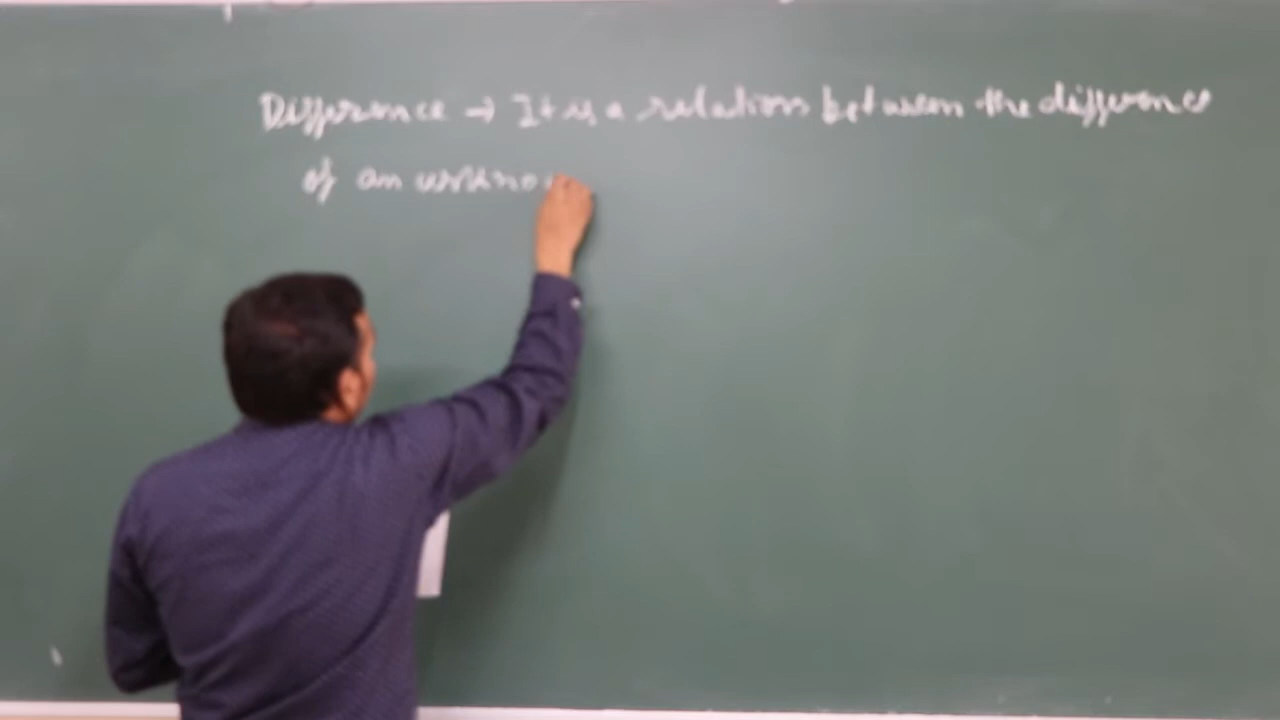 Difference → It is a relation between the difference
of an unkno